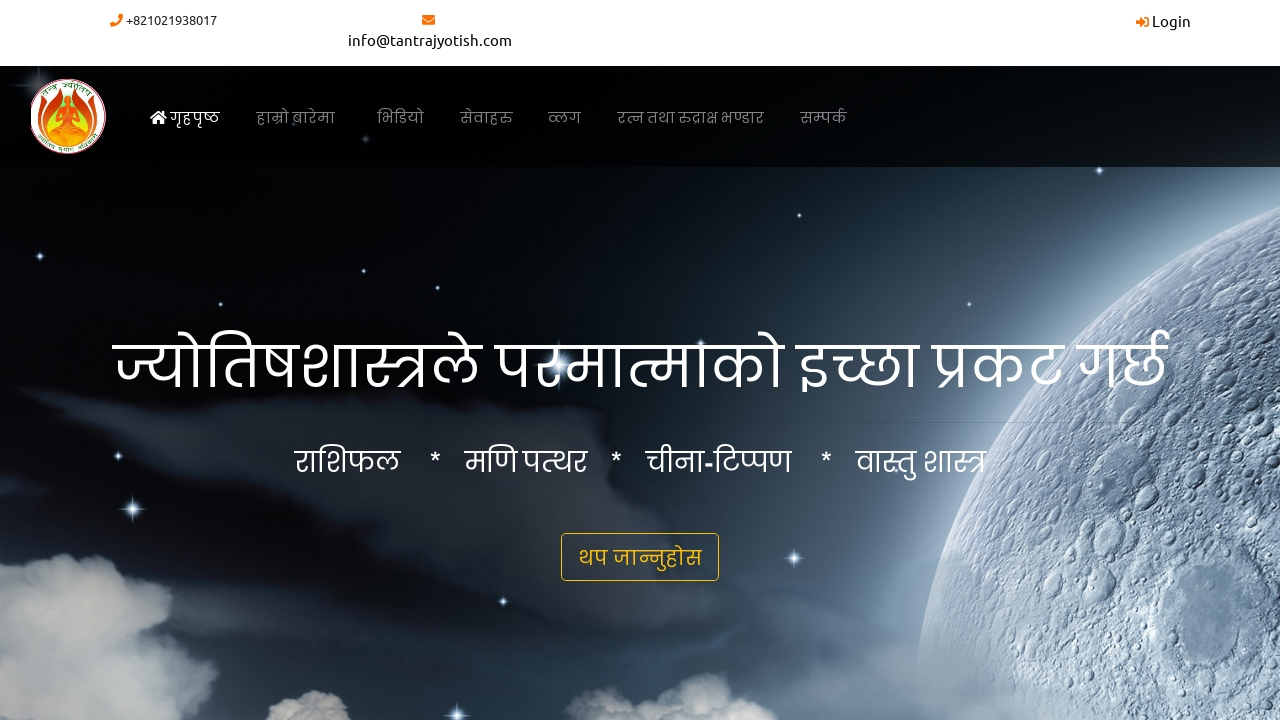 +821021938017
info@tantrajyotish.com
Login
गृहपृष्ठ हाम्रो बारेमा भिडियो सेवाहरु व्लग रत्न तथा रुद्राक्ष भण्डार सम्पर्क
ज्योतिषशास्त्रले परमात्माको इच्छा प्रकट गर्छ
राशिफल * मणि पत्थर * चीना-टिप्पण * वास्तु शास्त्र
थप जान्नुहोस